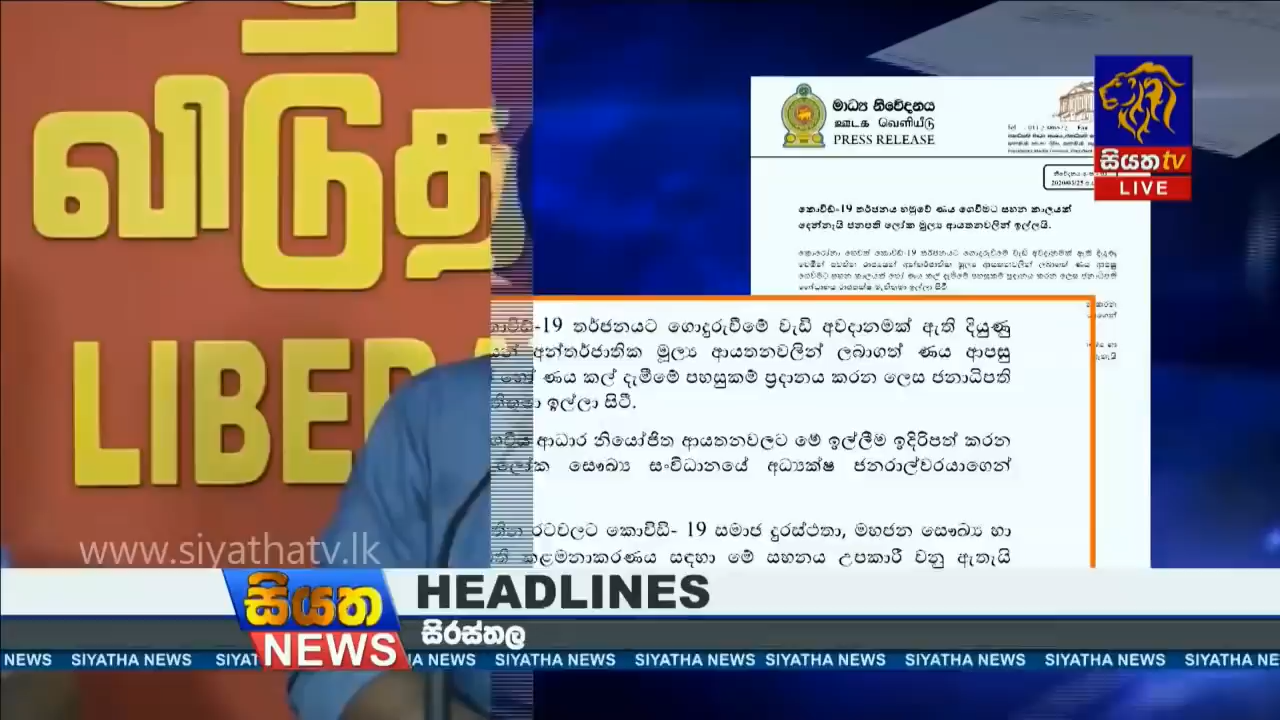 விடுத
LIBER
www.siyathatv.lk
මාධ්‍ය නිවේදනය
ஊடக வெளியீடு
PRESS RELEASE
සියත tv
LIVE
කොවිඩ්-19 තර්ජනය හමුවේ ණය ගෙවීමට සහන කාලයක්
දෙන්නැයි ජනපති ලෝක මූල්‍ය ආයතනවලින් ඉල්ලයි.
-19 තර්ජනයට ගොදුරුවීමේ වැඩි අවදානමක් ඇති දියුණු
අන්තර්ජාතික මූල්‍ය ආයතනවලින් ලබාගත් ණය ආපසු
ණය කල් දැමීමේ පහසුකම් ප්‍රදානය කරන ලෙස ජනාධිපති
ඉල්ලා සිටී.
ආධාර නියෝජිත ආයතනවලට මේ ඉල්ලීම ඉදිරිපත් කරන
ලෝක සෞඛ්‍ය සංවිධානයේ අධ්‍යක්ෂ ජනරාල්වරයාගෙන්
රටවලට කොවිඩ්- 19 සමාජ දුරස්ථතා, මහජන සෞඛ්‍ය හා
කළමනාකරණය සඳහා මේ සහනය උපකාරී වනු ඇතැයි
සියත
NEWS
HEADLINES
සිරස්තල
NEWS SIYATHA NEWS SIYAT A NEWS SIYATHA NEWS SIYATHA NEWS SIYATHA NEWS SIYATHA NEWS SIYATHA NEWS SIYATHA NE